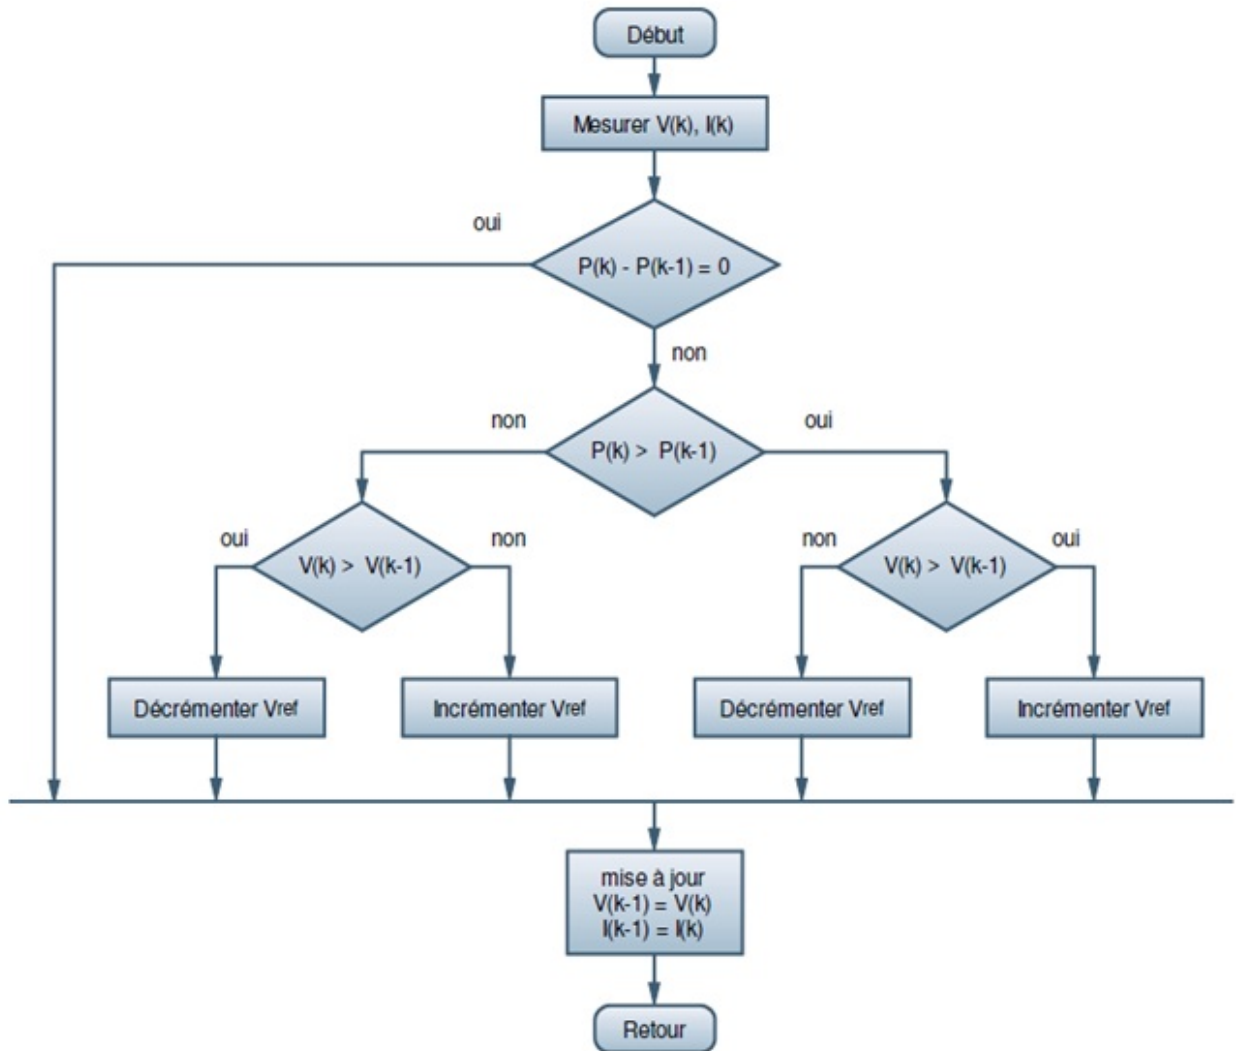 Début
Mesurer V(k), I(k)
oui
P(k) - P(k-1) = 0
non
non
oui
P(k) > P(k-1)
oui
V(k) > V(k-1)
non
non
V(k) > V(k-1)
oui
Décrémenter Vref
Incrémenter Vref
Décrémenter Vref
Incrémenter Vref
mise à jour
V(k-1) = V(k)
I(k-1) = I(k)
Retour